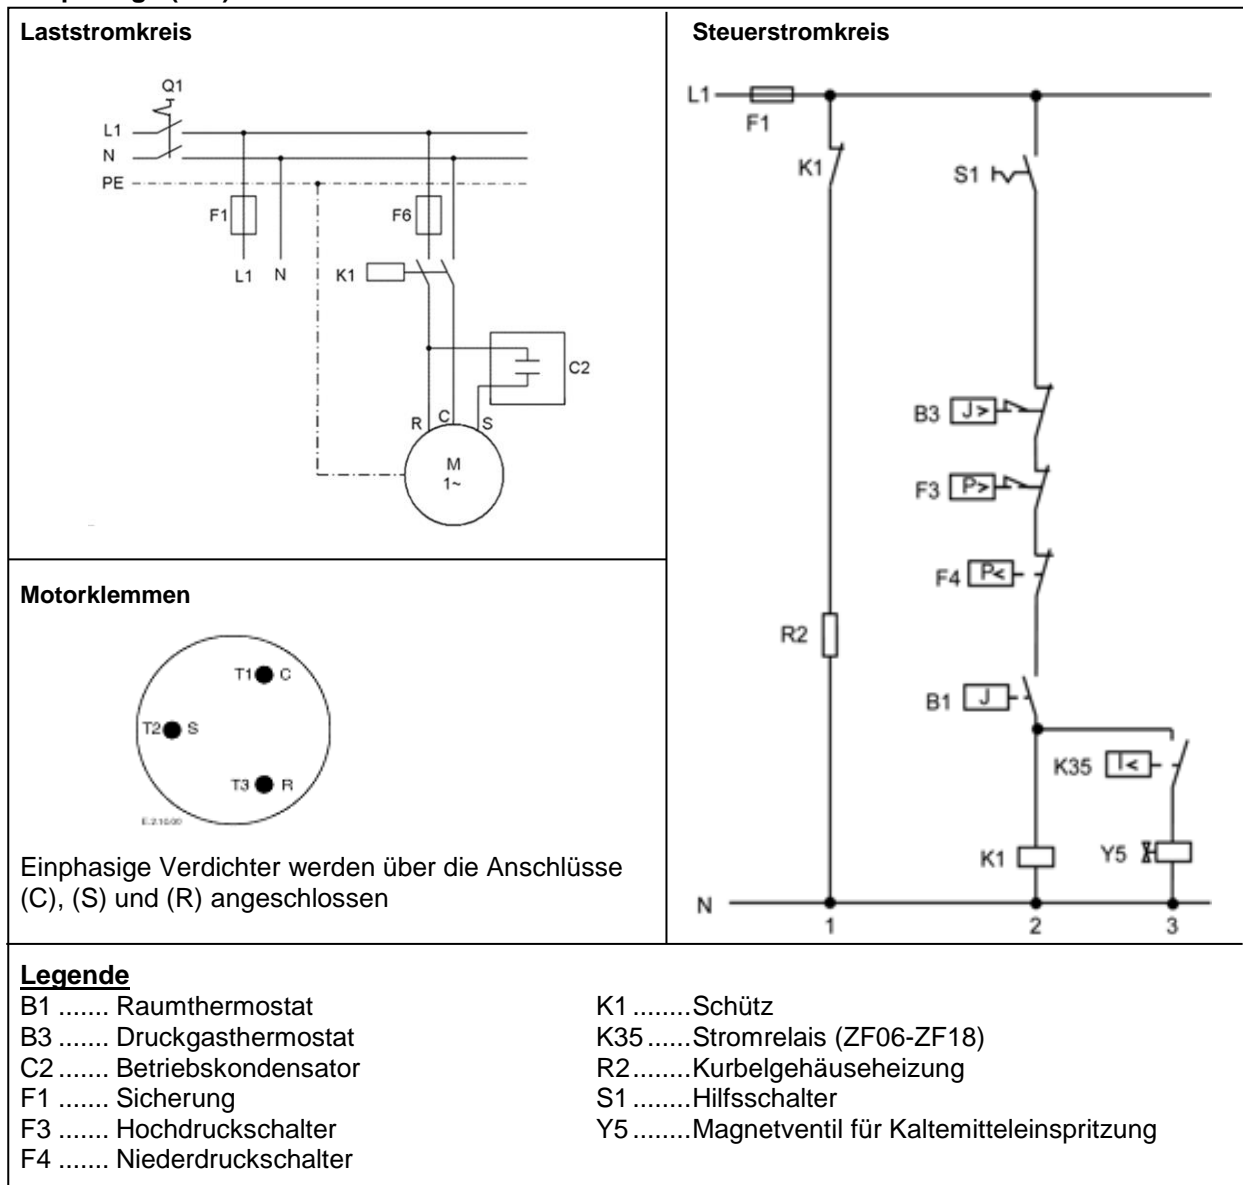 Laststromkreis
Q1
L1
N
PE
F1
F6
L1 N
K1
C2
R C S
M
1~
Motorklemmen
T1 C
T2 S
T3 R
Einphasige Verdichter werden über die Anschlüsse
(C), (S) und (R) angeschlossen
Steuerstromkreis
L1
F1
K1
S1
B3 J>
F3 P>
F4 P<
R2
B1 J
K35 I<
K1
Y5
N
1 2 3
Legende
B1 ....... Raumthermostat
B3 ....... Druckgasthermostat
C2 ....... Betriebskondensator
F1 ....... Sicherung
F3 ....... Hochdruckschalter
F4 ....... Niederdruckschalter
K1 ........Schütz
K35 ......Stromrelais (ZF06-ZF18)
R2........Kurbelgehäuseheizung
S1 ........Hilfsschalter
Y5 ........Magnetventil für Kaltemitteleinspritzung